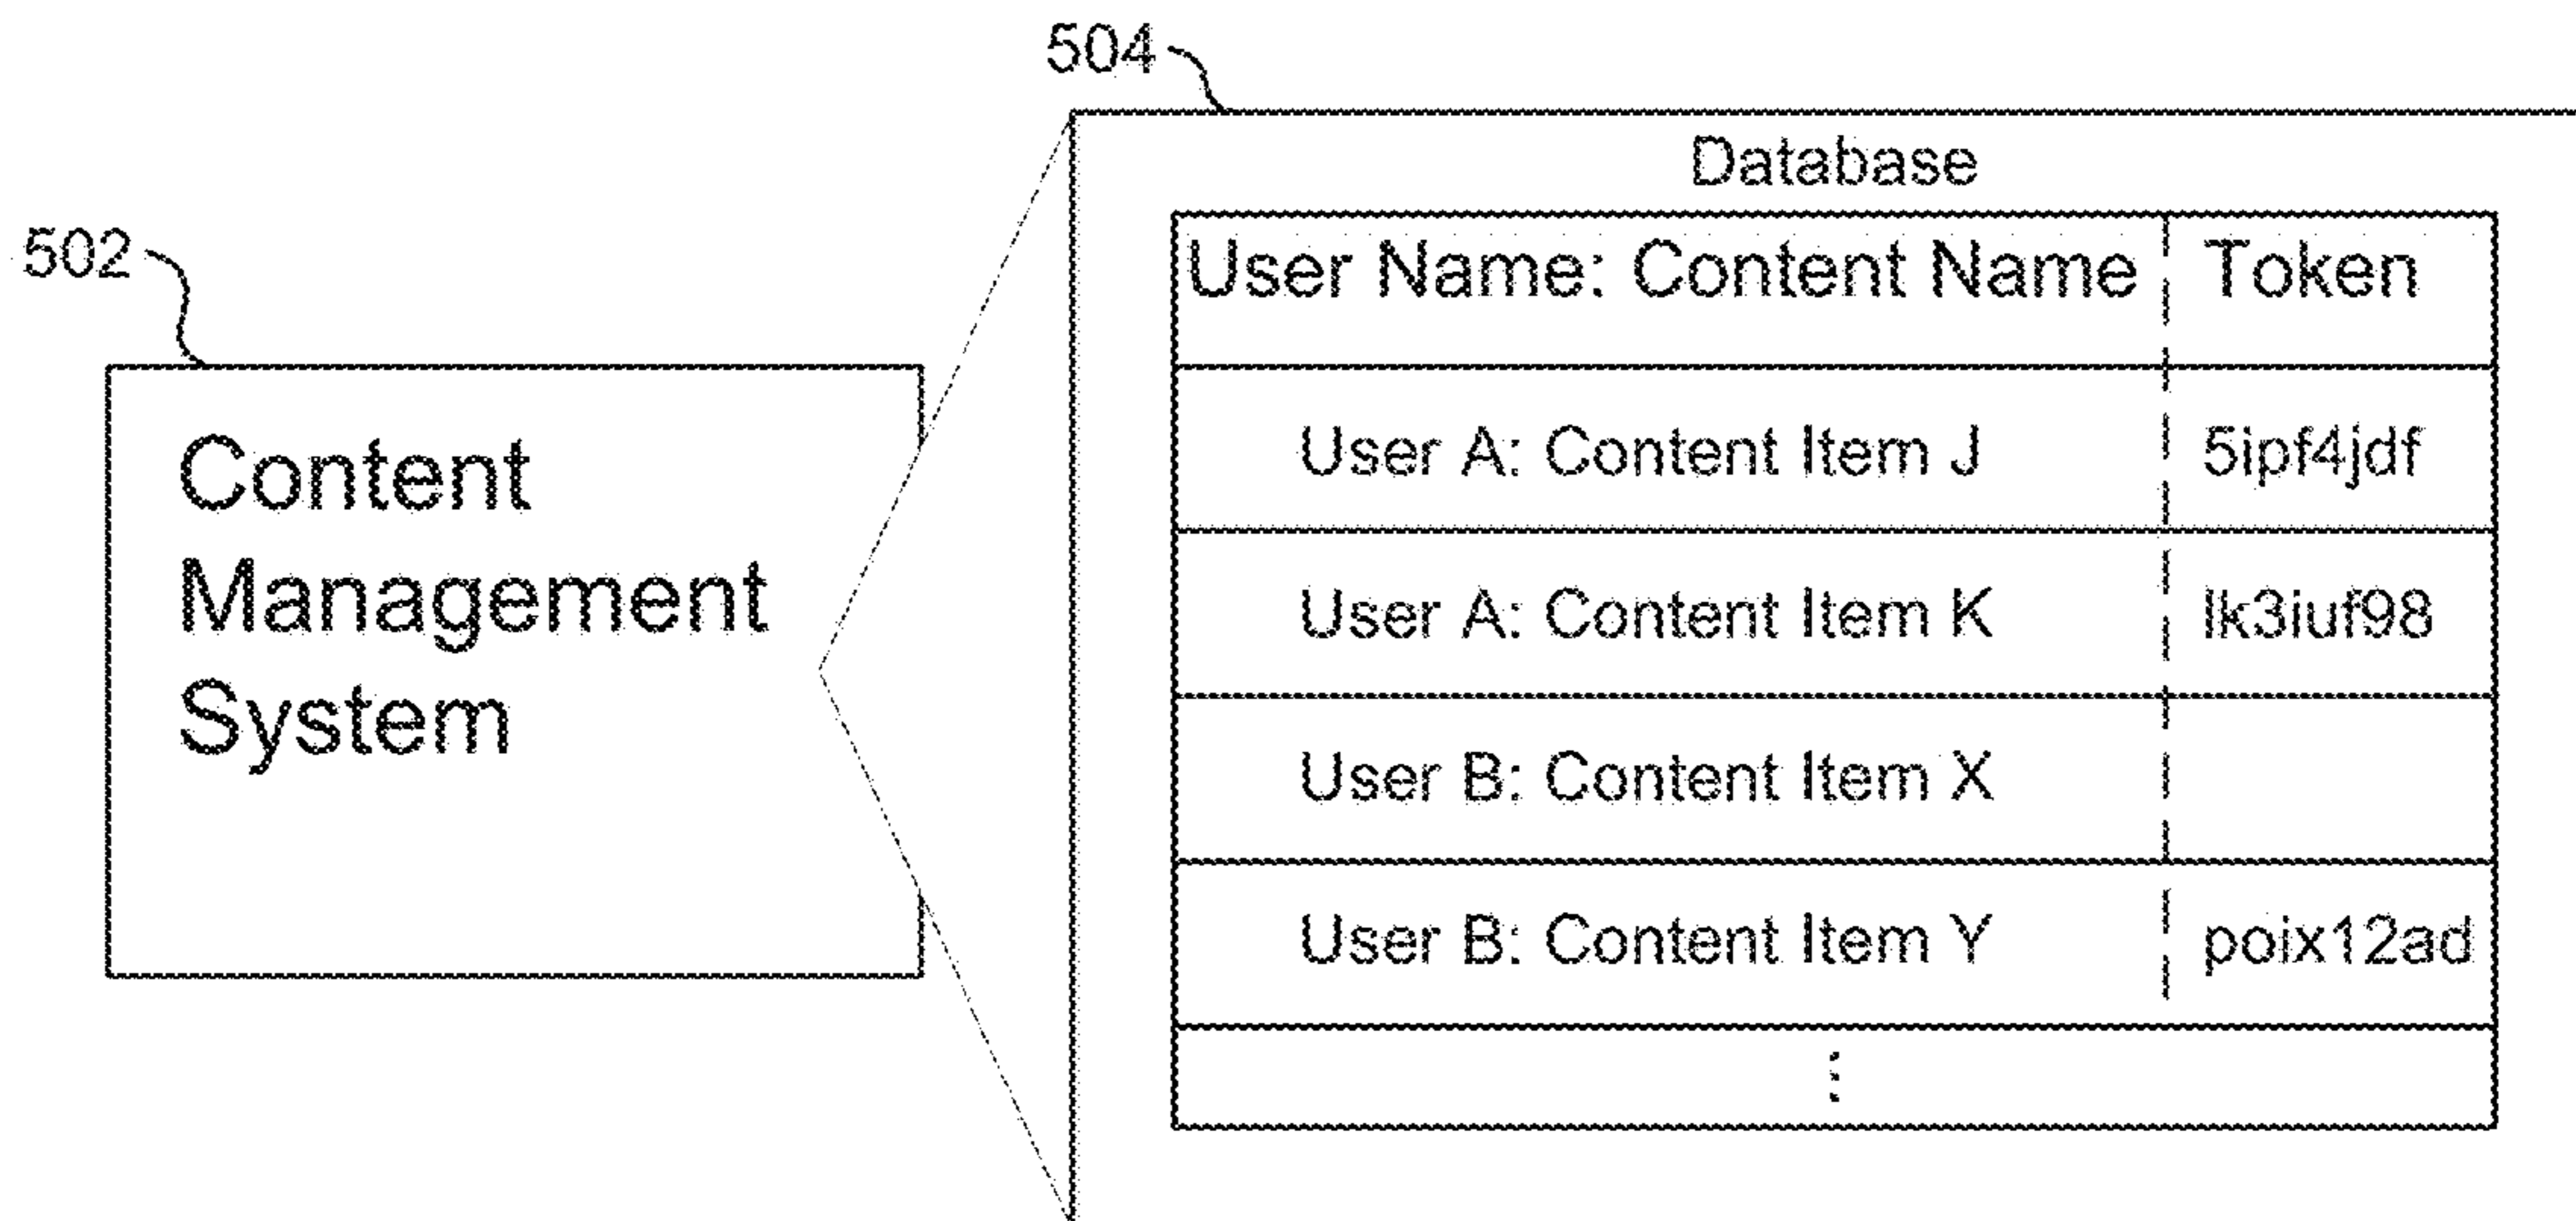 504
Database
502
User Name: Content Name Token
Content
Management
System
User A: Content Item J 5ipf4jdf
User A: Content Item K lk3iuf98
User B: Content Item X
User B: Content Item Y poix12ad
⋮